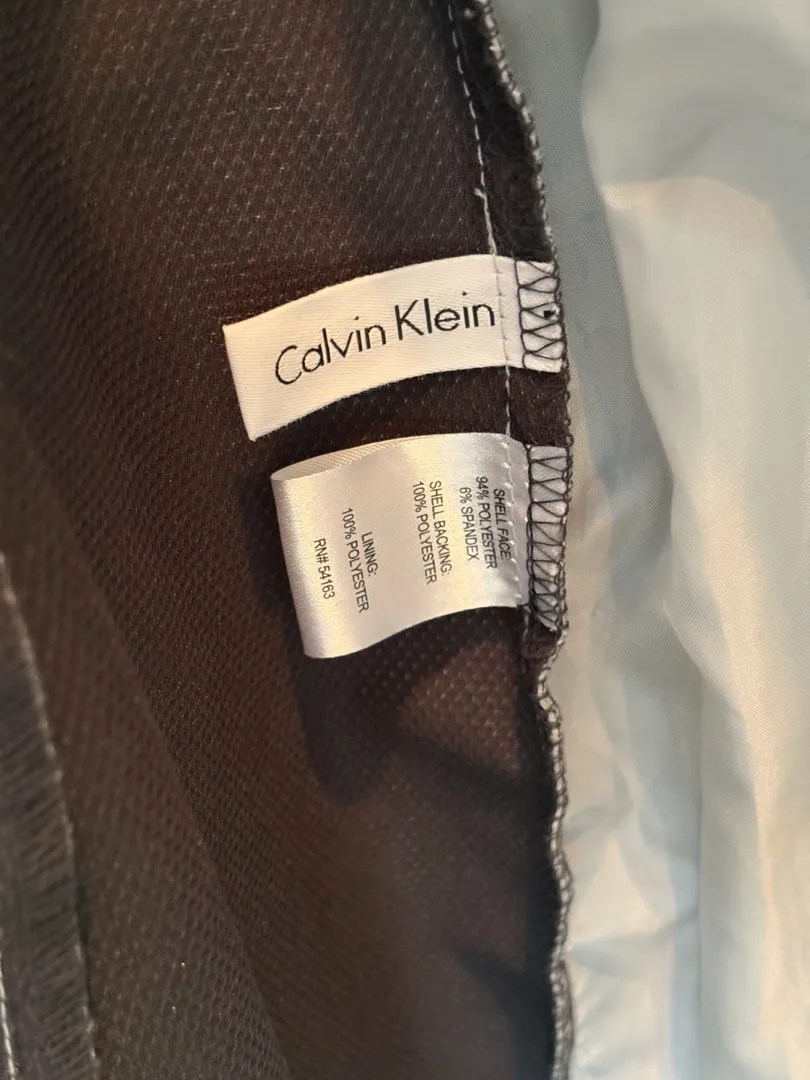 Calvin Klein
SHELL FACE
94% POLYESTER
6% SPANDEX
SHELL BACKING:
100% POLYESTER
LINING:
100% POLYESTER
RN# 54163